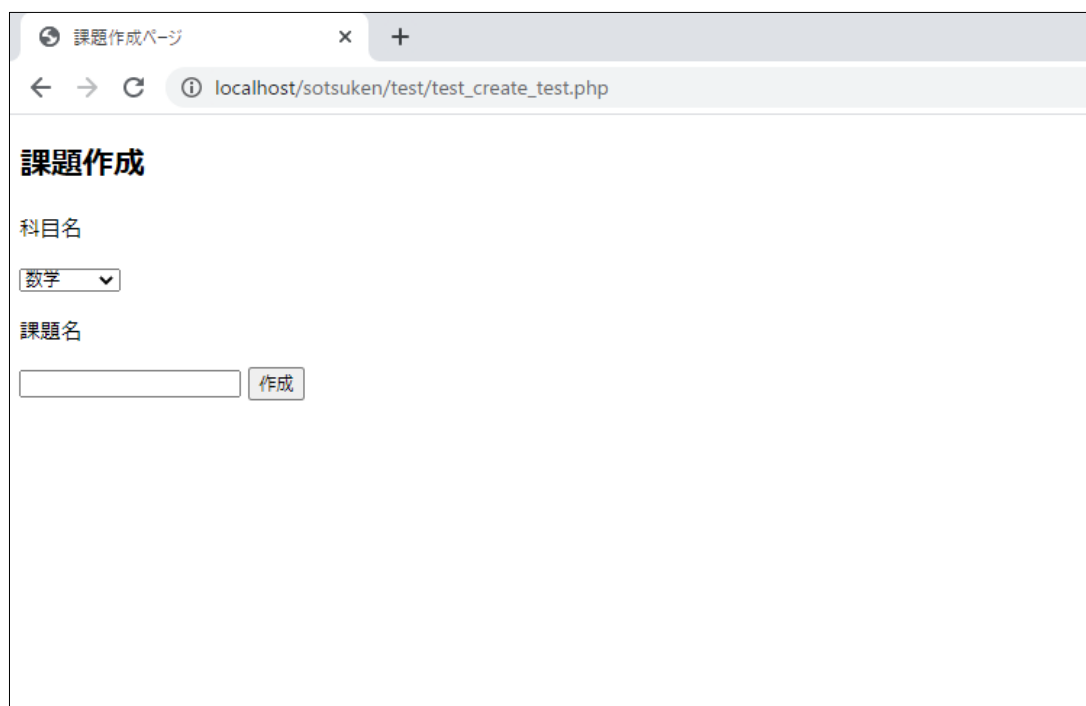 課題作成ページ
localhost/sotsuken/test/test_create_test.php
課題作成
科目名
数学
課題名
作成